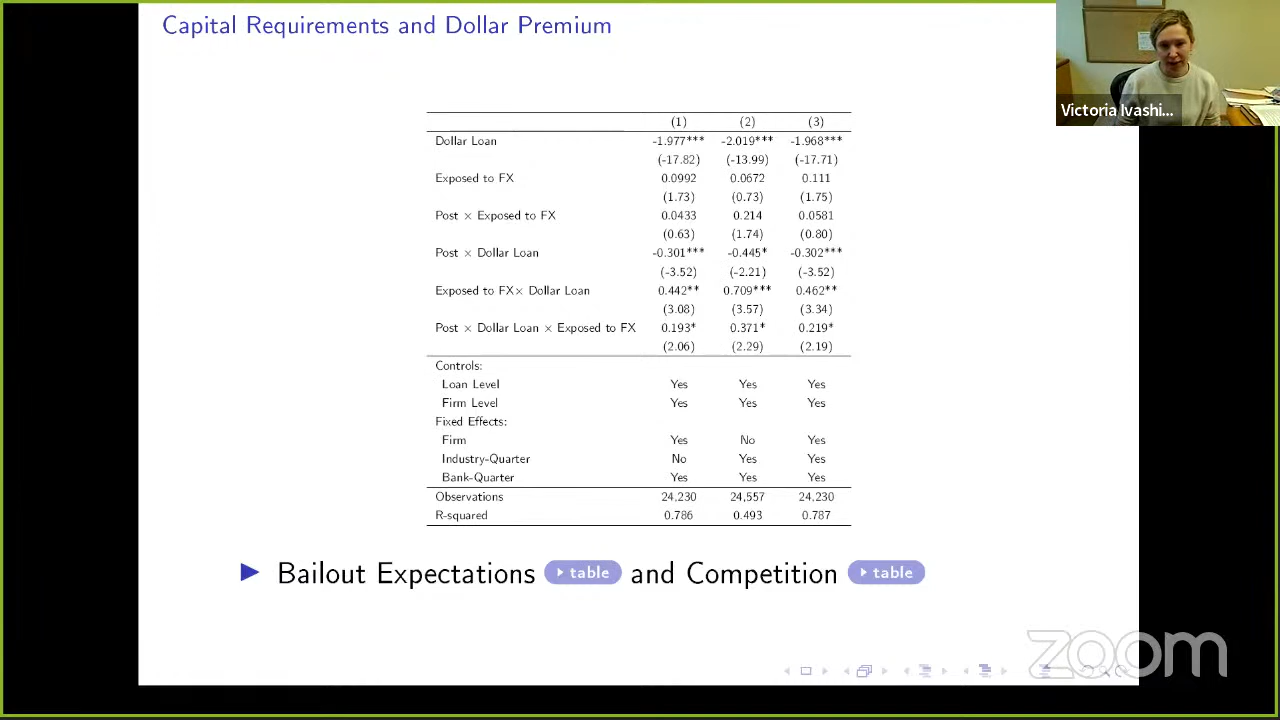 Capital Requirements and Dollar Premium
Victoria Ivashi...
(1) (2) (3)
Dollar Loan -1.977*** -2.019*** -1.968***
(-17.82) (-13.99) (-17.71)
Exposed to FX 0.0992 0.0672 0.111
(1.73) (0.73) (1.75)
Post × Exposed to FX 0.0433 0.214 0.0581
(0.63) (1.74) (0.80)
Post × Dollar Loan -0.301*** -0.445* -0.302***
(-3.52) (-2.21) (-3.52)
Exposed to FX× Dollar Loan 0.442** 0.709*** 0.462**
(3.08) (3.57) (3.34)
Post × Dollar Loan × Exposed to FX 0.193* 0.371* 0.219*
(2.06) (2.29) (2.19)
Controls:
Loan Level Yes Yes Yes
Firm Level Yes Yes Yes
Fixed Effects:
Firm Yes No Yes
Industry-Quarter No Yes Yes
Bank-Quarter Yes Yes Yes
Observations 24,230 24,557 24,230
R-squared 0.786 0.493 0.787
Bailout Expectations table and Competition table
zoom